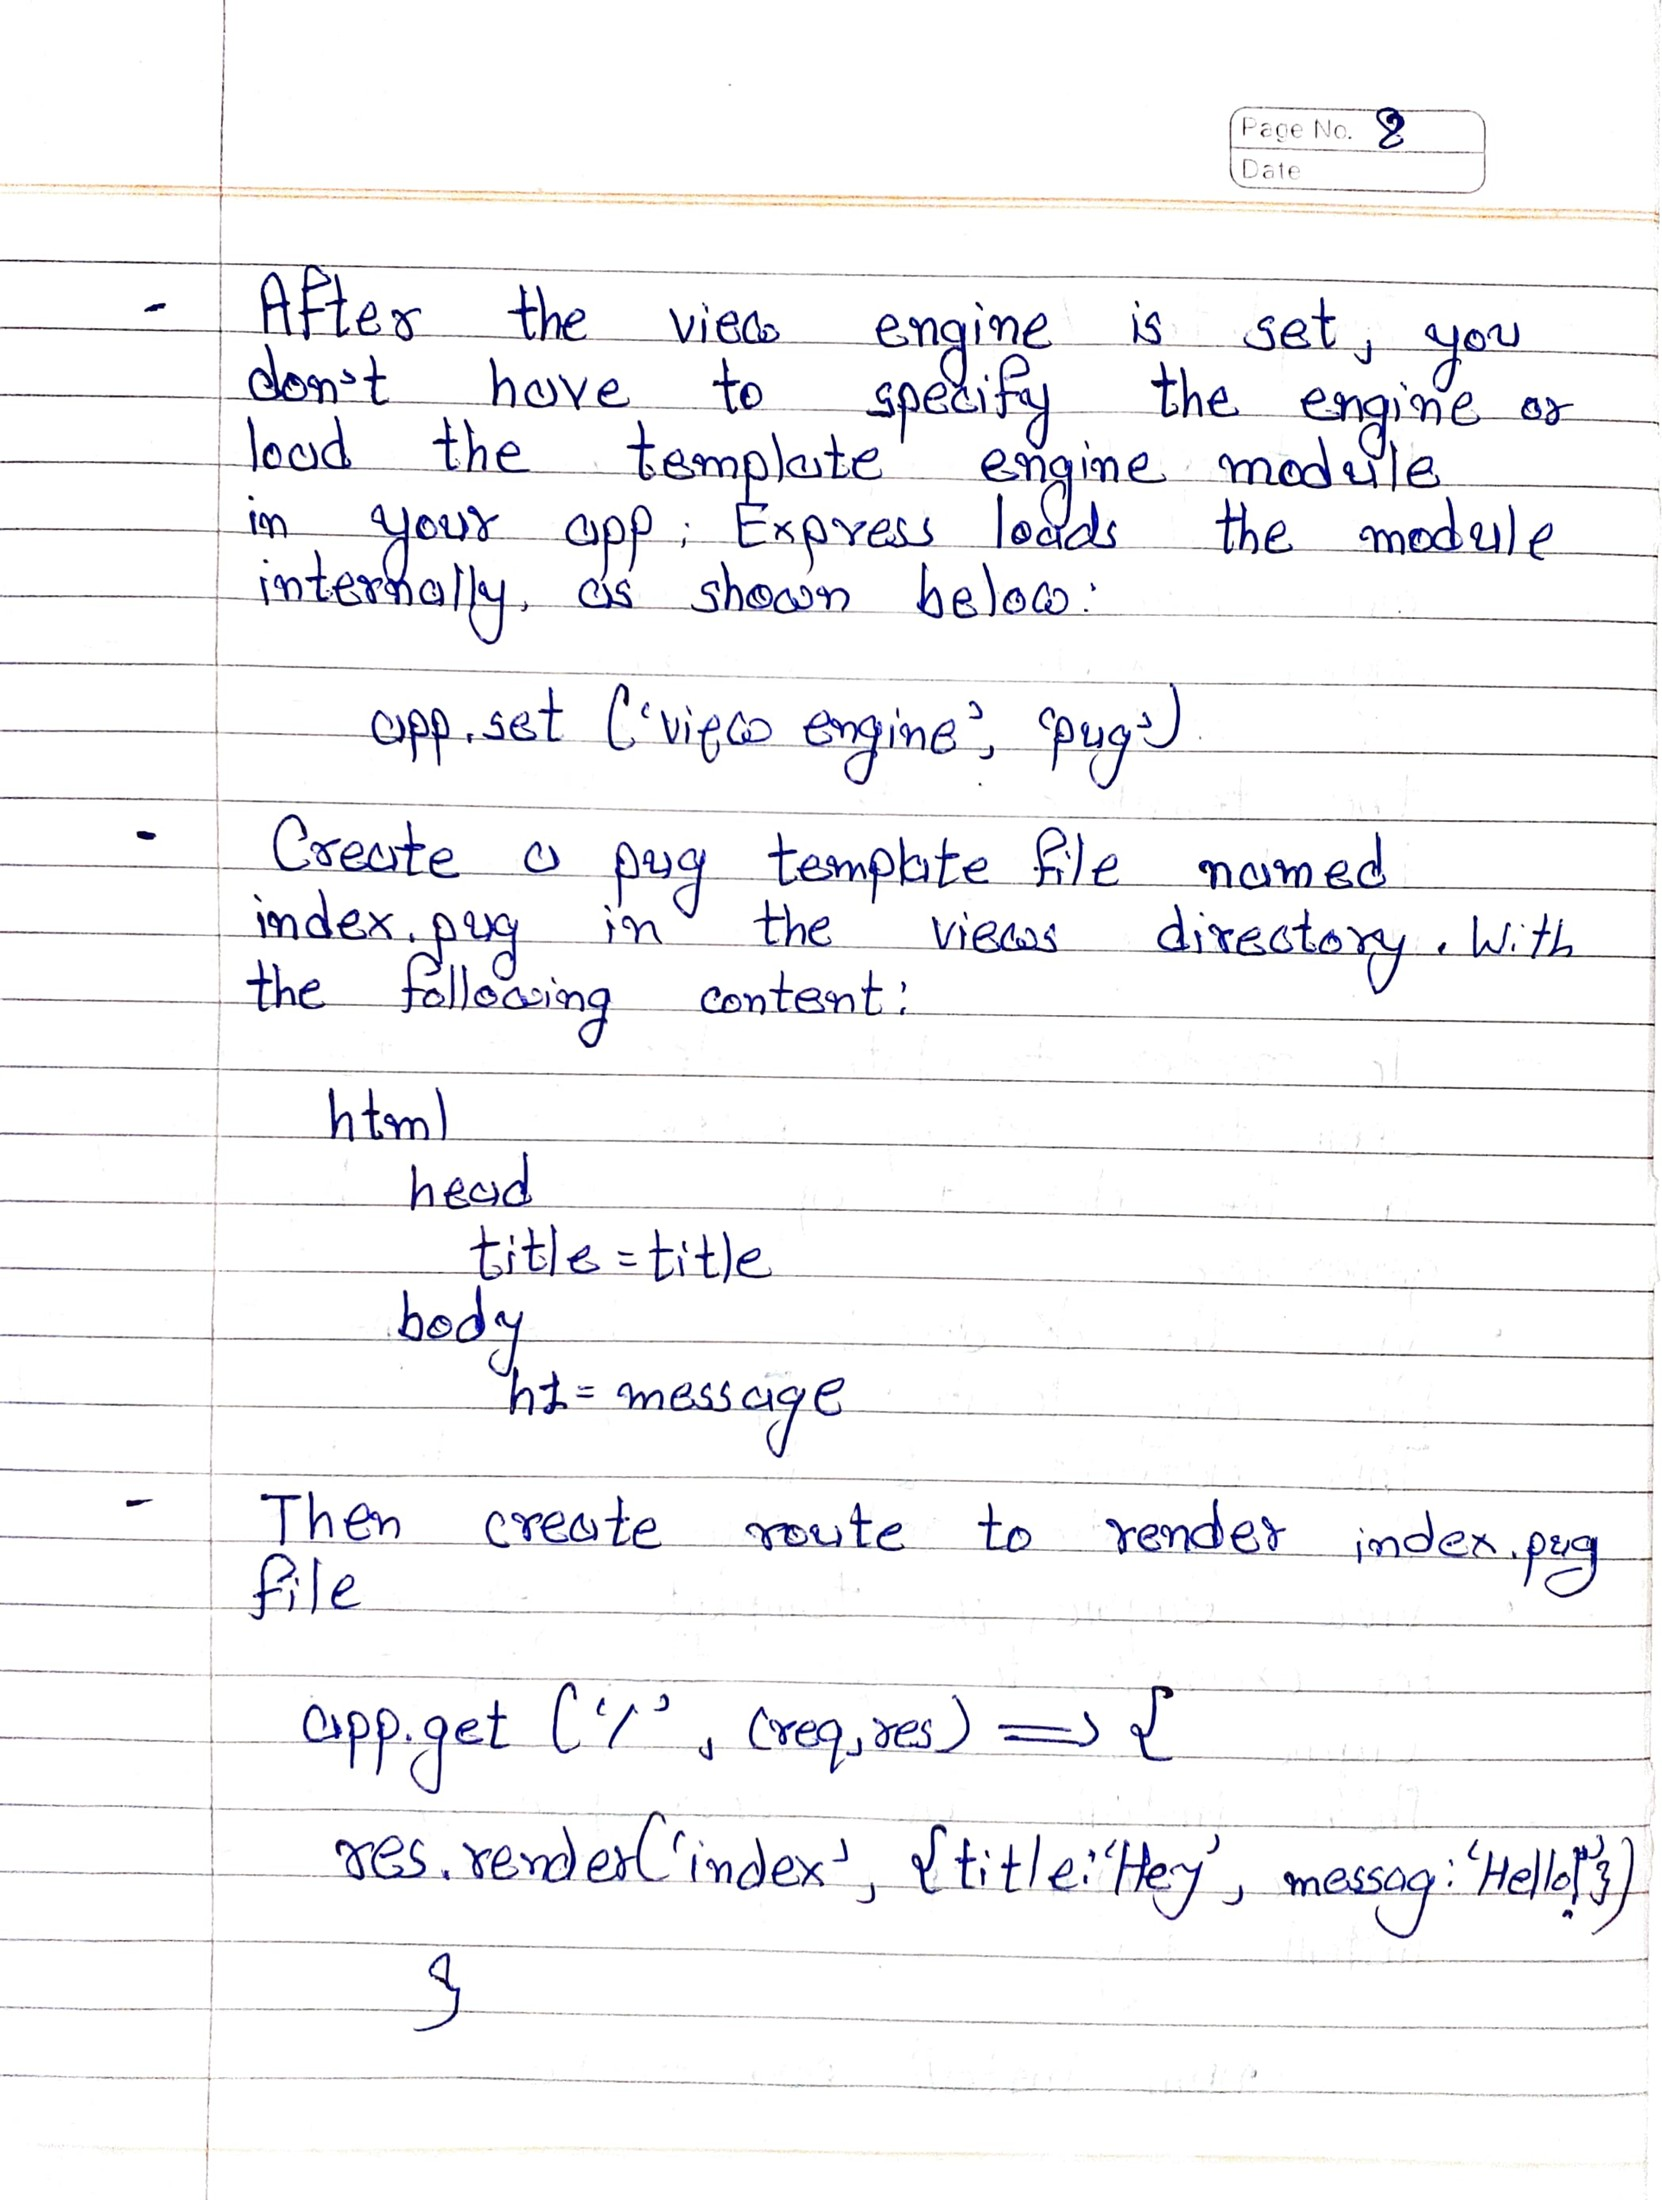 Page No. 8
Date
- After the view engine is set, you
don't have to specify the engine or
load the template engine module
in your app; Express loads the module
internally, as shown below:
app.set ('view engine', 'pug')
- Create a pug template file named
index.pug in the views directory. With
the following content:
html
head
title = title
body
h1 = message
- Then create route to render index.pug
file
app.get ('/', (req, res) => {
res.render('index', {title: 'Hey', messag: 'Hello!'})
}